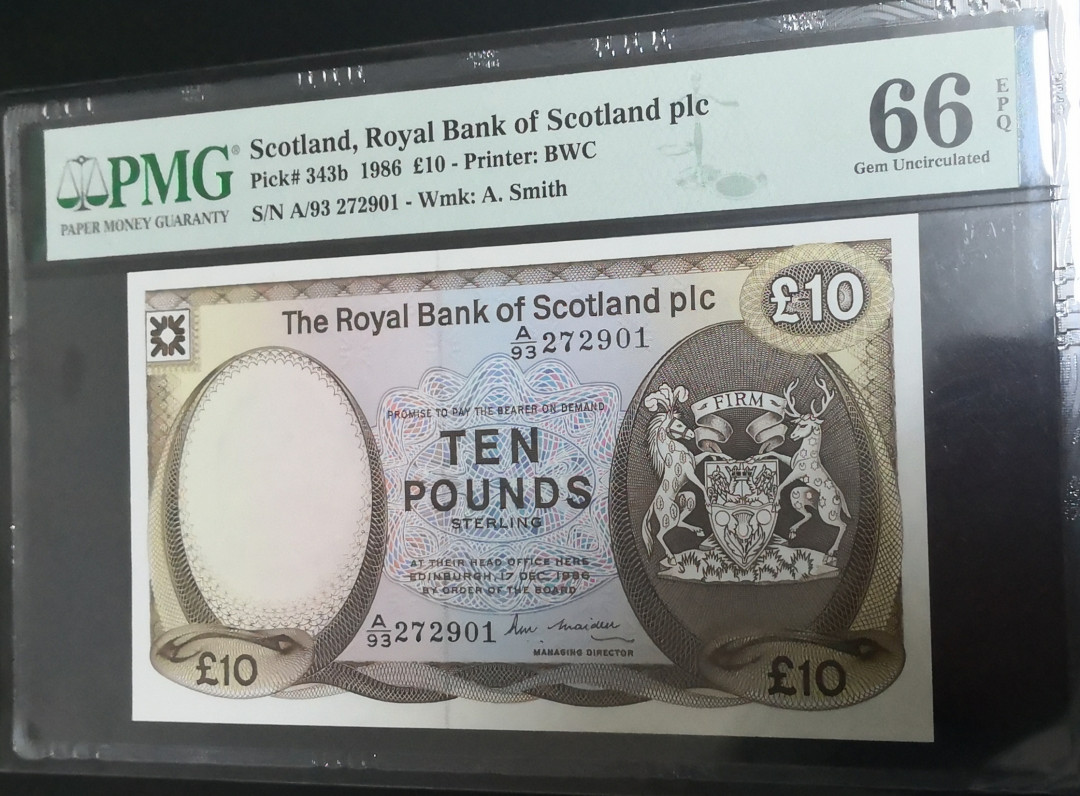 PMG®
PAPER MONEY GUARANTY
Scotland, Royal Bank of Scotland plc
Pick# 343b 1986 £10 - Printer: BWC
S/N A/93 272901 - Wmk: A. Smith
66 EPQ
Gem Uncirculated
The Royal Bank of Scotland plc
£10
A/93 272901
PROMISE TO PAY THE BEARER ON DEMAND
TEN
POUNDS
STERLING
FIRM
AT THEIR HEAD OFFICE HERE
EDINBURGH, 17 DEC. 1986
BY ORDER OF THE BOARD
A/93 272901
MANAGING DIRECTOR
£10
£10